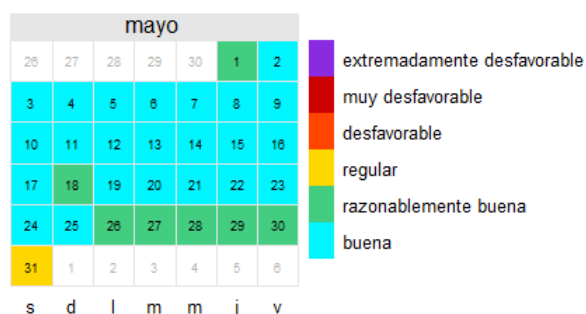 mayo
26 27 28 29 30 1 2
3 4 5 6 7 8 9
10 11 12 13 14 15 16
17 18 19 20 21 22 23
24 25 26 27 28 29 30
31 1 2 3 4 5 6
s d l m m j v
extremadamente desfavorable
muy desfavorable
desfavorable
regular
razonablemente buena
buena